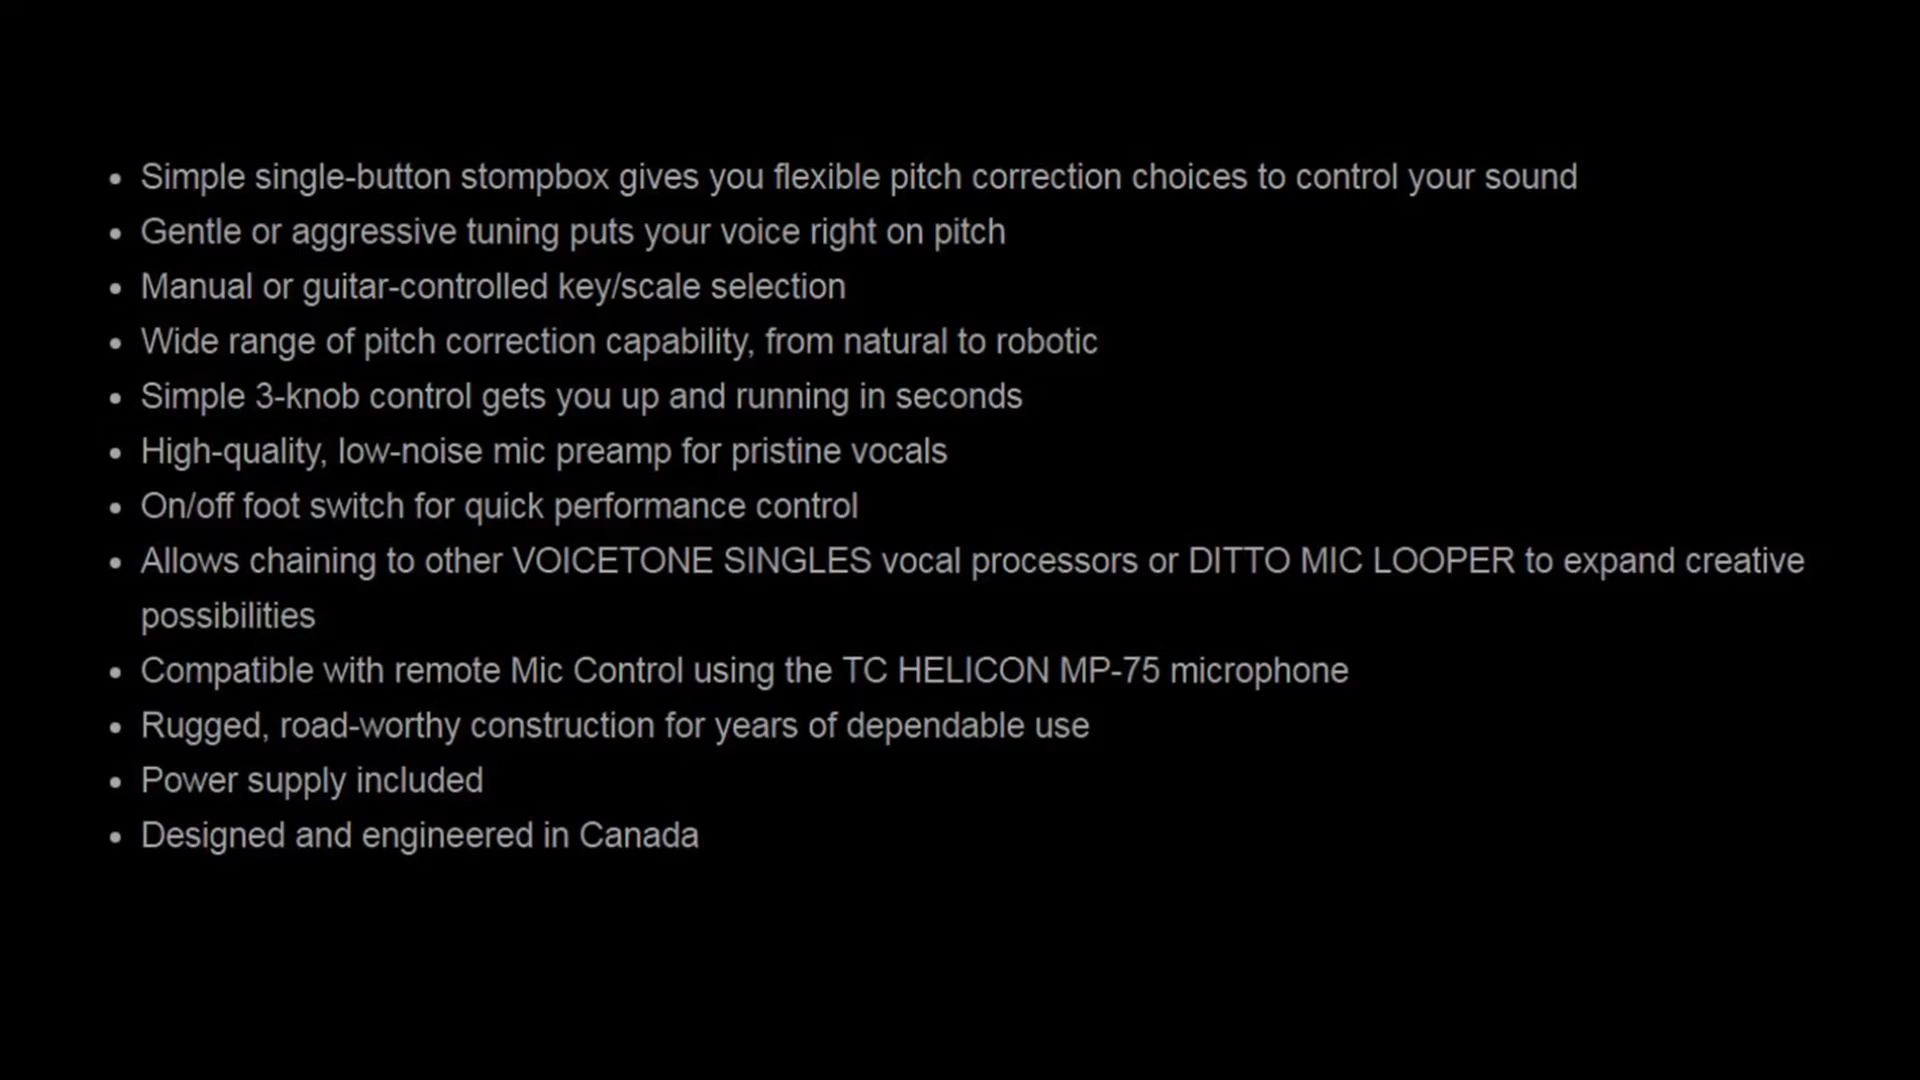 • Simple single-button stompbox gives you flexible pitch correction choices to control your sound
• Gentle or aggressive tuning puts your voice right on pitch
• Manual or guitar-controlled key/scale selection
• Wide range of pitch correction capability, from natural to robotic
• Simple 3-knob control gets you up and running in seconds
• High-quality, low-noise mic preamp for pristine vocals
• On/off foot switch for quick performance control
• Allows chaining to other VOICETONE SINGLES vocal processors or DITTO MIC LOOPER to expand creative
possibilities
• Compatible with remote Mic Control using the TC HELICON MP-75 microphone
• Rugged, road-worthy construction for years of dependable use
• Power supply included
• Designed and engineered in Canada